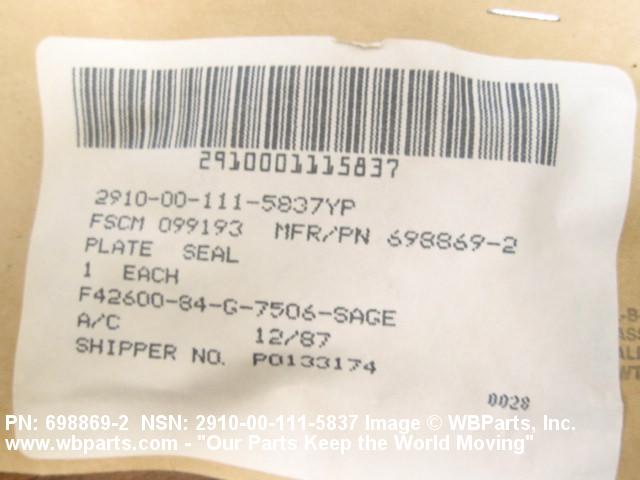 2910001115837
2910-00-111-5837YP
FSCM 099193 MFR/PN 698869-2
PLATE SEAL
1 EACH
F42600-84-G-7506-SAGE
A/C 12/87
SHIPPER NO. P0133174
0028
PN: 698869-2 NSN: 2910-00-111-5837 Image © WBParts, Inc.
www.wbparts.com - "Our Parts Keep the World Moving"